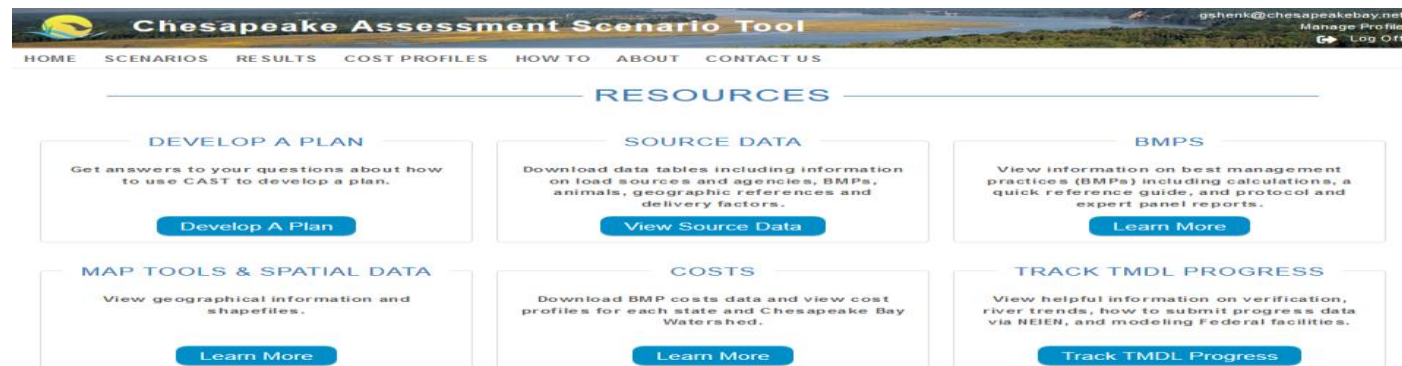 Chesapeake Assessment Scenario Tool
gshenk@chesapeakebay.net
Manage Profile
Log Off
HOME SCENARIOS RESULTS COST PROFILES HOW TO ABOUT CONTACT US
RESOURCES
DEVELOP A PLAN
Get answers to your questions about how
to use CAST to develop a plan.
Develop A Plan
SOURCE DATA
Download data tables including information
on load sources and agencies, BMPs,
animals, geographic references and
delivery factors.
View Source Data
BMPS
View information on best management
practices (BMPs) including calculations, a
quick reference guide, and protocol and
expert panel reports.
Learn More
MAP TOOLS & SPATIAL DATA
View geographical information and
shapefiles.
Learn More
COSTS
Download BMP costs data and view cost
profiles for each state and Chesapeake Bay
Watershed.
Learn More
TRACK TMDL PROGRESS
View helpful information on verification,
river trends, how to submit progress data
via NEIEN, and modeling Federal facilities.
Track TMDL Progress